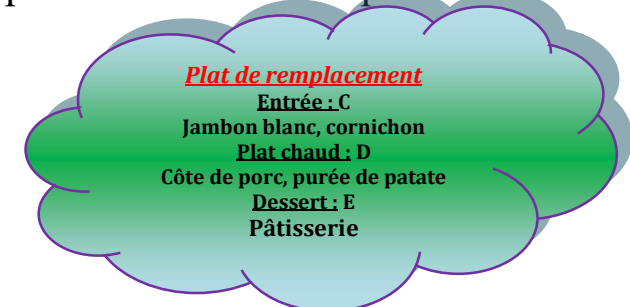 Plat de remplacement
Entrée : C
Jambon blanc, cornichon
Plat chaud : D
Côte de porc, purée de patate
Dessert : E
Pâtisserie